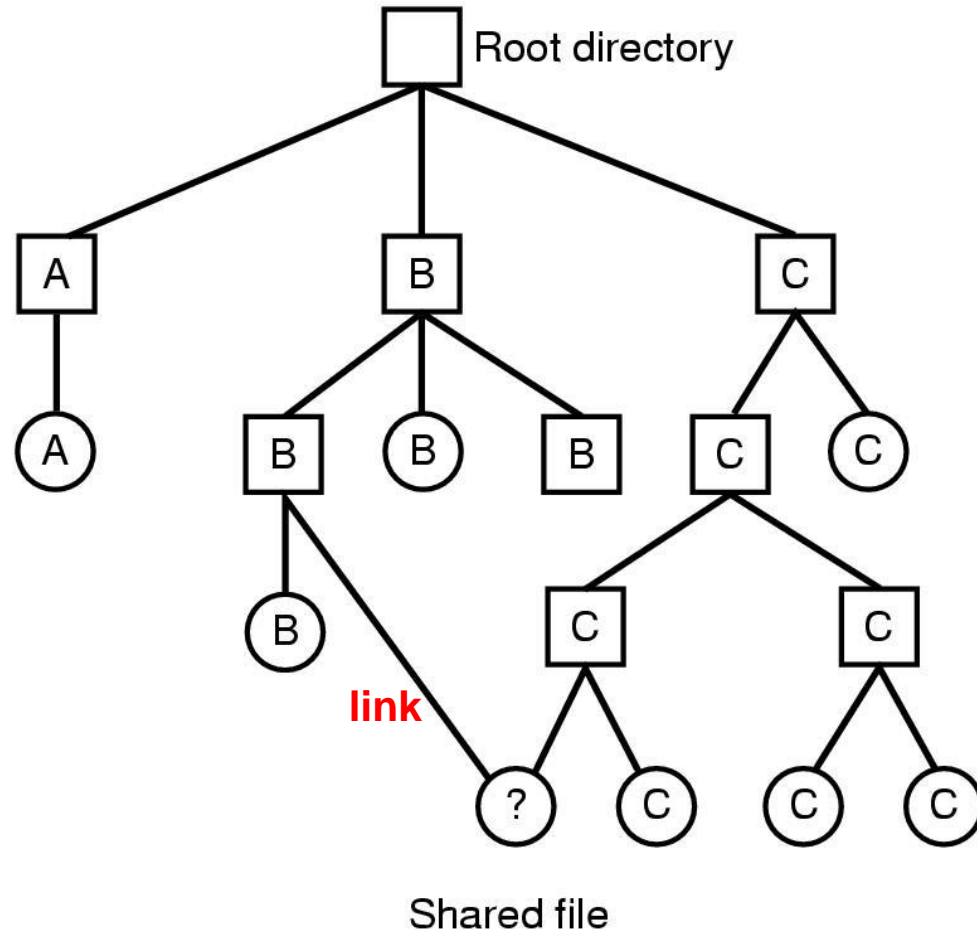 Root directory
A B C
A B B B C C
B C C
link
? C C C
Shared file